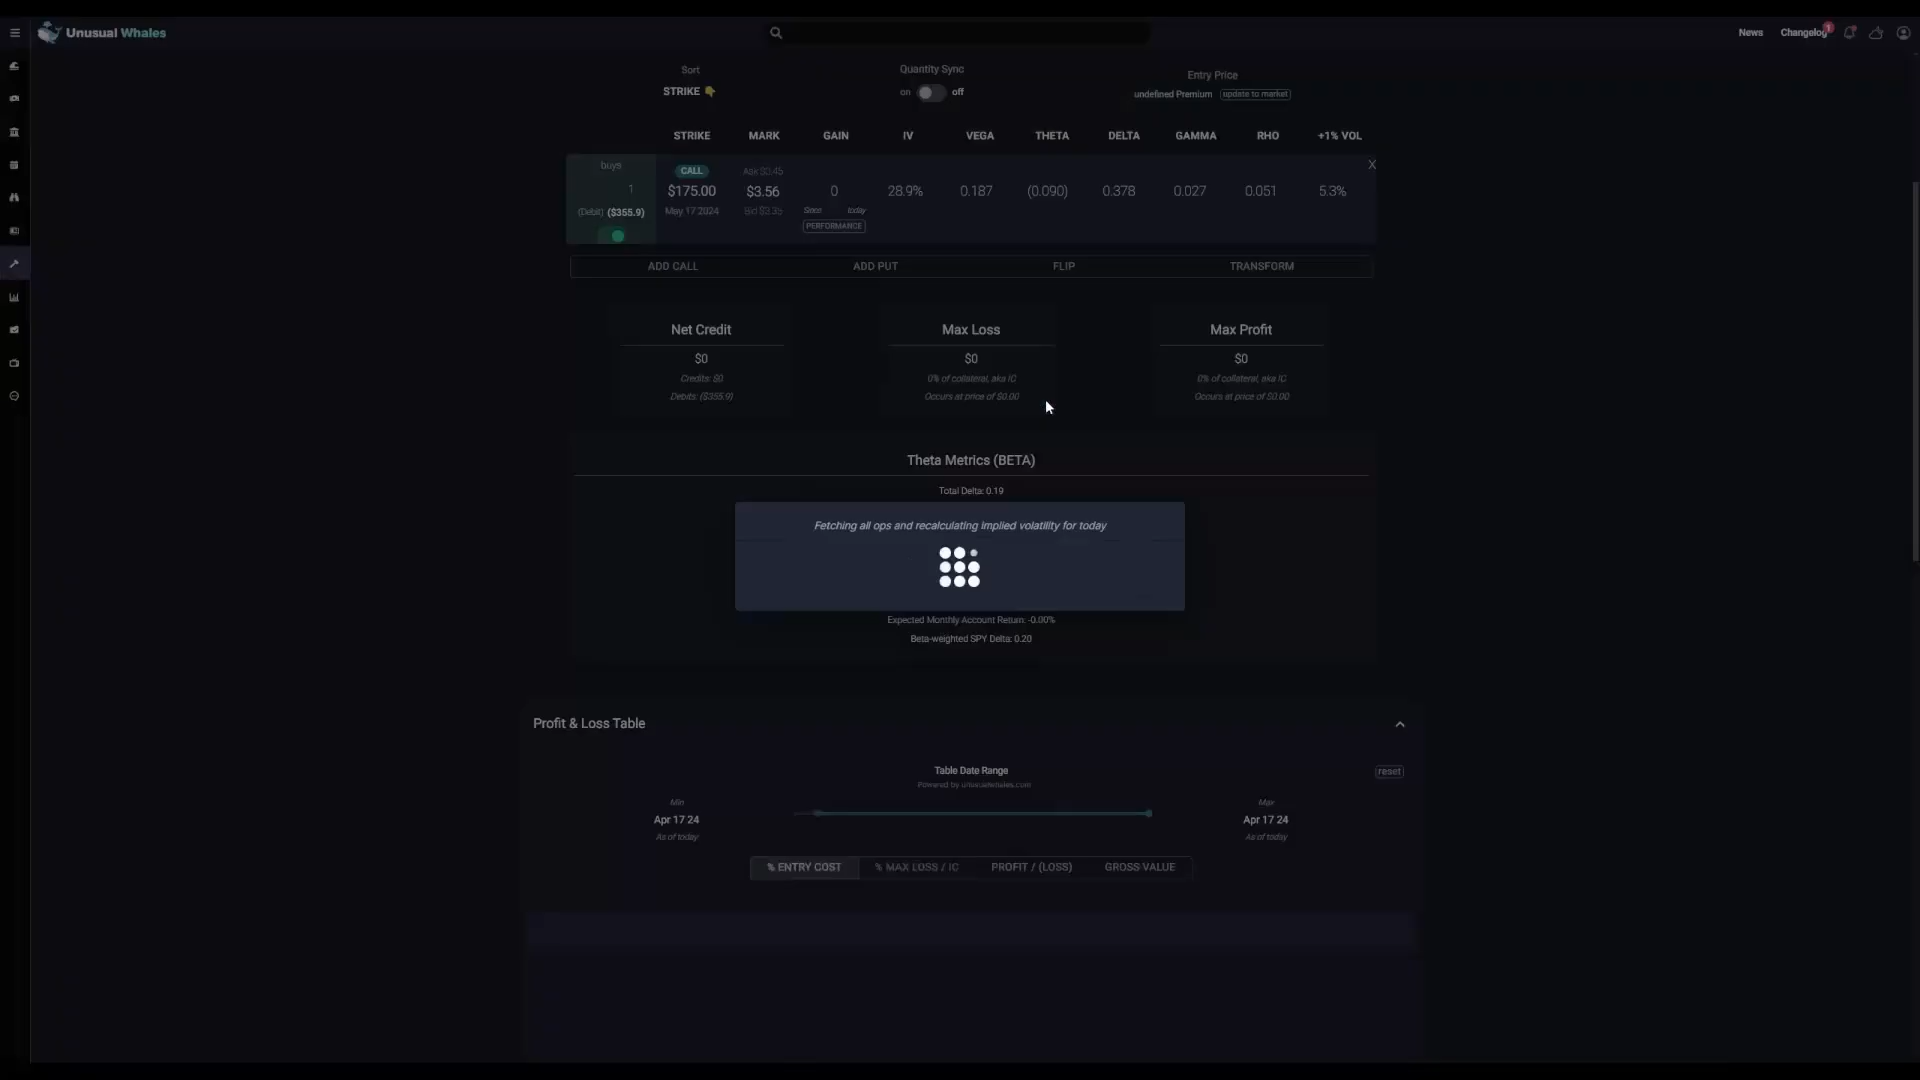 Unusual Whales
News
Changelog
1
Sort
STRIKE
Quantity Sync
on off
Entry Price
undefined Premium update to market
STRIKE MARK GAIN IV VEGA THETA DELTA GAMMA RHO +1% VOL
buys
1
(Debit) ($355.9)
CALL
$175.00
May 17 2024
$3.56
Bid $3.35
0
Since today
PERFORMANCE
28.9%
0.187
(0.090)
0.378
0.027
0.051
5.3%
X
ADD CALL ADD PUT FLIP TRANSFORM
Net Credit
$0
Credits: $0
Debits: ($355.9)
Max Loss
$0
0% of collateral, aka IC
Occurs at price of $0.00
Max Profit
$0
0% of collateral, aka IC
Occurs at price of $0.00
Theta Metrics (BETA)
Total Delta: 0.19
Fetching all ops and recalculating implied volatility for today
Expected Monthly Account Return: -0.00%
Beta-weighted SPY Delta: 0.20
Profit & Loss Table
Table Date Range
Powered by unusualwhales.com
reset
Min
Apr 17 24
As of today
Max
Apr 17 24
As of today
% ENTRY COST % MAX LOSS / IC PROFIT / (LOSS) GROSS VALUE